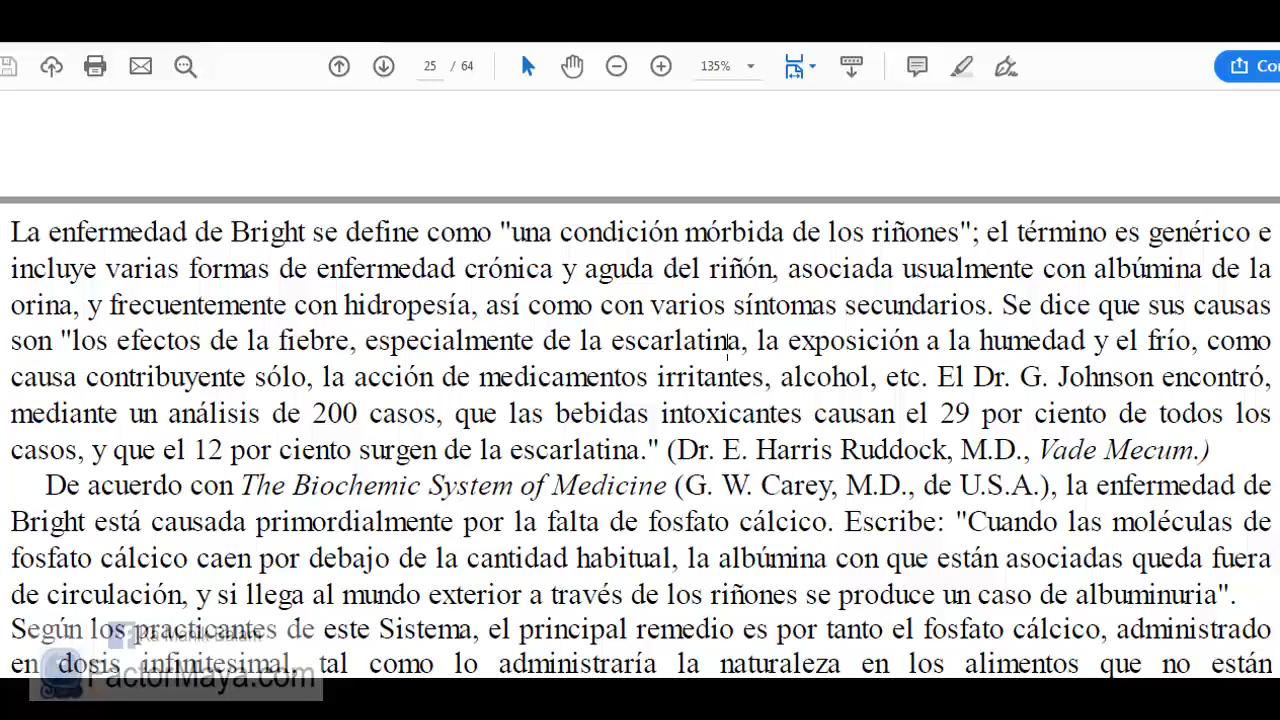 25 / 64
135%
Co
La enfermedad de Bright se define como "una condición mórbida de los riñones"; el término es genérico e
incluye varias formas de enfermedad crónica y aguda del riñón, asociada usualmente con albúmina de la
orina, y frecuentemente con hidropesía, así como con varios síntomas secundarios. Se dice que sus causas
son "los efectos de la fiebre, especialmente de la escarlatina, la exposición a la humedad y el frío, como
causa contribuyente sólo, la acción de medicamentos irritantes, alcohol, etc. El Dr. G. Johnson encontró,
mediante un análisis de 200 casos, que las bebidas intoxicantes causan el 29 por ciento de todos los
casos, y que el 12 por ciento surgen de la escarlatina." (Dr. E. Harris Ruddock, M.D., Vade Mecum.)
De acuerdo con The Biochemic System of Medicine (G. W. Carey, M.D., de U.S.A.), la enfermedad de
Bright está causada primordialmente por la falta de fosfato cálcico. Escribe: "Cuando las moléculas de
fosfato cálcico caen por debajo de la cantidad habitual, la albúmina con que están asociadas queda fuera
de circulación, y si llega al mundo exterior a través de los riñones se produce un caso de albuminuria".
Según los practicantes de este Sistema, el principal remedio es por tanto el fosfato cálcico, administrado
en dosis infinitesimal, tal como lo administraría la naturaleza en los alimentos que no están
FactorMaya.com